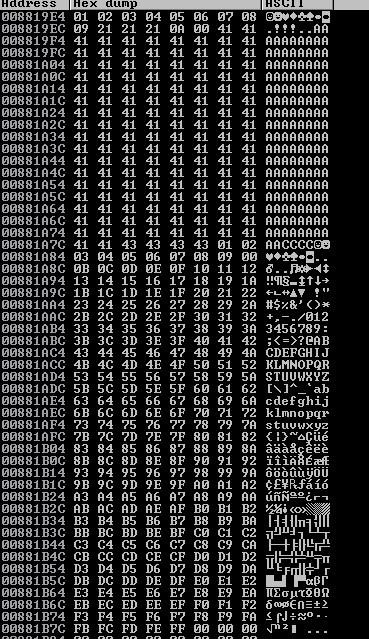 Address Hex dump ASCII
008819E4 01 02 03 04 05 06 07 08 ☺☻♥♦♣♠•◘
008819EC 09 21 21 21 0A 00 41 41 .!!!..AA
008819F4 41 41 41 41 41 41 41 41 AAAAAAAA
008819FC 41 41 41 41 41 41 41 41 AAAAAAAA
00881A04 41 41 41 41 41 41 41 41 AAAAAAAA
00881A0C 41 41 41 41 41 41 41 41 AAAAAAAA
00881A14 41 41 41 41 41 41 41 41 AAAAAAAA
00881A1C 41 41 41 41 41 41 41 41 AAAAAAAA
00881A24 41 41 41 41 41 41 41 41 AAAAAAAA
00881A2C 41 41 41 41 41 41 41 41 AAAAAAAA
00881A34 41 41 41 41 41 41 41 41 AAAAAAAA
00881A3C 41 41 41 41 41 41 41 41 AAAAAAAA
00881A44 41 41 41 41 41 41 41 41 AAAAAAAA
00881A4C 41 41 41 41 41 41 41 41 AAAAAAAA
00881A54 41 41 41 41 41 41 41 41 AAAAAAAA
00881A5C 41 41 41 41 41 41 41 41 AAAAAAAA
00881A64 41 41 41 41 41 41 41 41 AAAAAAAA
00881A6C 41 41 41 41 41 41 41 41 AAAAAAAA
00881A74 41 41 41 41 41 41 41 41 AAAAAAAA
00881A7C 41 41 43 43 43 43 01 02 AACCCC☺☻
00881A84 03 04 05 06 07 08 09 00 ♥♦♣♠•◘..
00881A8C 0B 0C 0D 0E 0F 10 11 12 ♂..♫☼►◄↕
00881A94 13 14 15 16 17 18 19 1A ‼¶§▬↨↑↓→
00881A9C 1B 1C 1D 1E 1F 20 21 22 ←∟↔▲▼ !"
00881AA4 23 24 25 26 27 28 29 2A #$%&'()*
00881AAC 2B 2C 2D 2E 2F 30 31 32 +,-./012
00881AB4 33 34 35 36 37 38 39 3A 3456789:
00881ABC 3B 3C 3D 3E 3F 40 41 42 ;<=>?@AB
00881AC4 43 44 45 46 47 48 49 4A CDEFGHIJ
00881ACC 4B 4C 4D 4E 4F 50 51 52 KLMNOPQR
00881AD4 53 54 55 56 57 58 59 5A STUVWXYZ
00881ADC 5B 5C 5D 5E 5F 60 61 62 [\]^_`ab
00881AE4 63 64 65 66 67 68 69 6A cdefghij
00881AEC 6B 6C 6D 6E 6F 70 71 72 klmnopqr
00881AF4 73 74 75 76 77 78 79 7A stuvwxyz
00881AFC 7B 7C 7D 7E 7F 80 81 82 {|}~⌂Çüé
00881B04 83 84 85 86 87 88 89 8A âäàåçêëè
00881B0C 8B 8C 8D 8E 8F 90 91 92 ïîìÄÅÉæÆ
00881B14 93 94 95 96 97 98 99 9A ôöòûùÿÖÜ
00881B1C 9B 9C 9D 9E 9F A0 A1 A2 ¢£¥₧ƒáíó
00881B24 A3 A4 A5 A6 A7 A8 A9 AA úñÑªº¿⌐¬
00881B2C AB AC AD AE AF B0 B1 B2 ½¼¡«»░▒▓
00881B34 B3 B4 B5 B6 B7 B8 B9 BA │┤╡╢╖╕╣║
00881B3C BB BC BD BE BF C0 C1 C2 ╗╝╜╛┐└┴┬
00881B44 C3 C4 C5 C6 C7 C8 C9 CA ├─┼╞╟╚╔╩
00881B4C CB CC CD CE CF D0 D1 D2 ╦╠═╬╧╨╤╥
00881B54 D3 D4 D5 D6 D7 D8 D9 DA ╙╘╒╓╫╪┘┌
00881B5C DB DC DD DE DF E0 E1 E2 █▄▌▐▀αßΓ
00881B64 E3 E4 E5 E6 E7 E8 E9 EA πΣσµτΦΘΩ
00881B6C EB EC ED EE EF F0 F1 F2 δ∞φε∩≡±≥
00881B74 F3 F4 F5 F6 F7 F8 F9 FA ≤⌠⌡÷≈°∙·
00881B7C FB FC FD FE FF 00 00 00 √ⁿ²■ ...